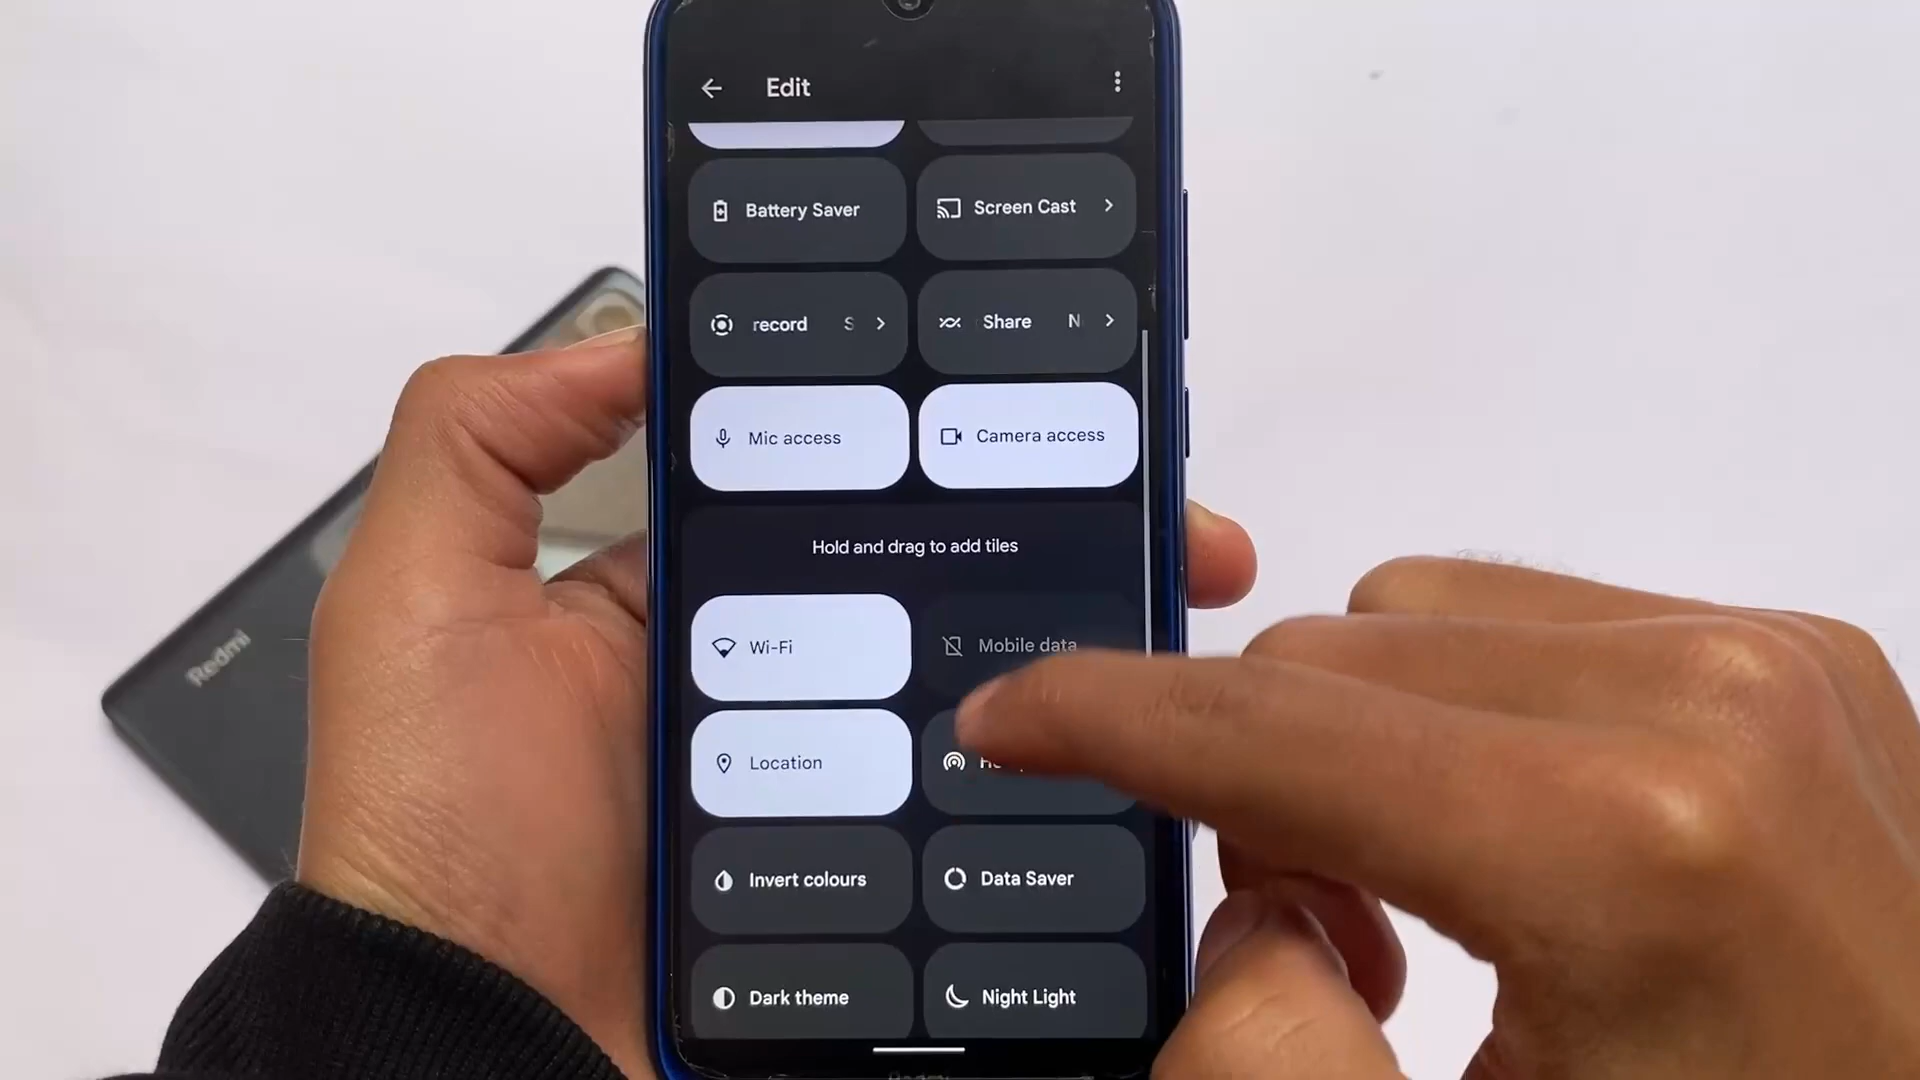 Edit
Battery Saver
Screen Cast
record S
Share N
Mic access
Camera access
Hold and drag to add tiles
Wi-Fi
Mobile data
Location
Invert colours
Data Saver
Dark theme
Night Light
Redmi